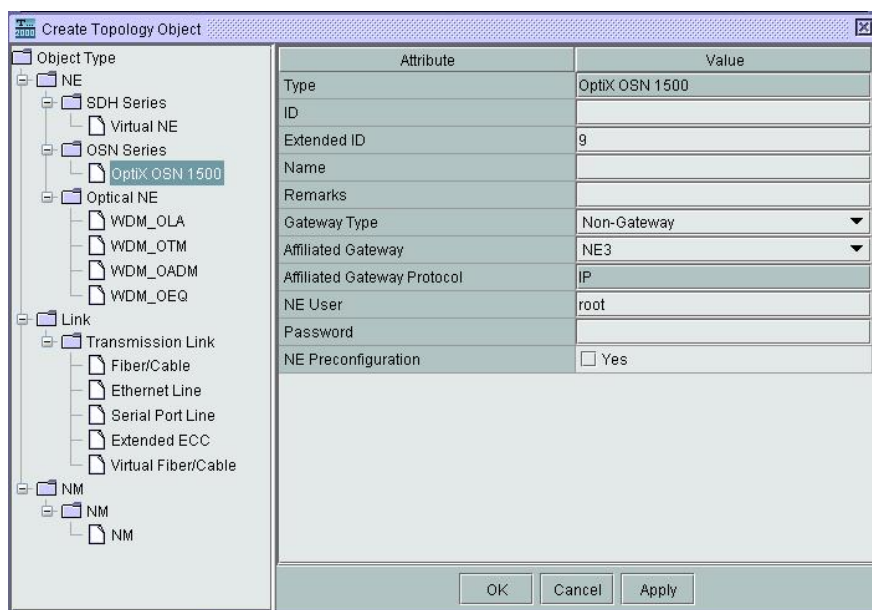 T... 2000 Create Topology Object
Object Type
NE
SDH Series
Virtual NE
OSN Series
OptiX OSN 1500
Optical NE
WDM_OLA
WDM_OTM
WDM_OADM
WDM_OEQ
Link
Transmission Link
Fiber/Cable
Ethernet Line
Serial Port Line
Extended ECC
Virtual Fiber/Cable
NM
NM
NM
Attribute Value
Type OptiX OSN 1500
ID
Extended ID 9
Name
Remarks
Gateway Type Non-Gateway
Affiliated Gateway NE3
Affiliated Gateway Protocol IP
NE User root
Password
NE Preconfiguration Yes
OK Cancel Apply